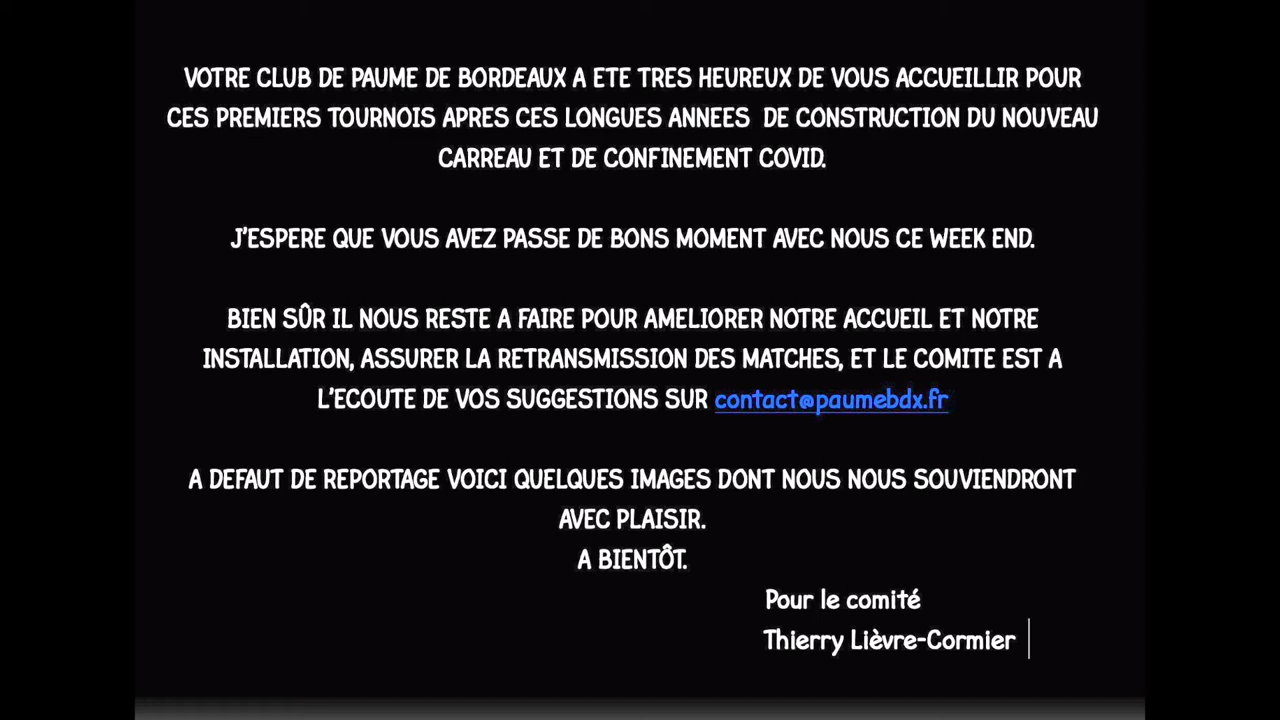 VOTRE CLUB DE PAUME DE BORDEAUX A ETE TRES HEUREUX DE VOUS ACCUEILLIR POUR
CES PREMIERS TOURNOIS APRES CES LONGUES ANNEES DE CONSTRUCTION DU NOUVEAU
CARREAU ET DE CONFINEMENT COVID.
J'ESPERE QUE VOUS AVEZ PASSE DE BONS MOMENT AVEC NOUS CE WEEK END.
BIEN SÛR IL NOUS RESTE A FAIRE POUR AMELIORER NOTRE ACCUEIL ET NOTRE
INSTALLATION, ASSURER LA RETRANSMISSION DES MATCHES, ET LE COMITE EST A
L'ECOUTE DE VOS SUGGESTIONS SUR contact@paumebdx.fr
A DEFAUT DE REPORTAGE VOICI QUELQUES IMAGES DONT NOUS NOUS SOUVIENDRONT
AVEC PLAISIR.
A BIENTÔT.
Pour le comité
Thierry Lièvre-Cormier